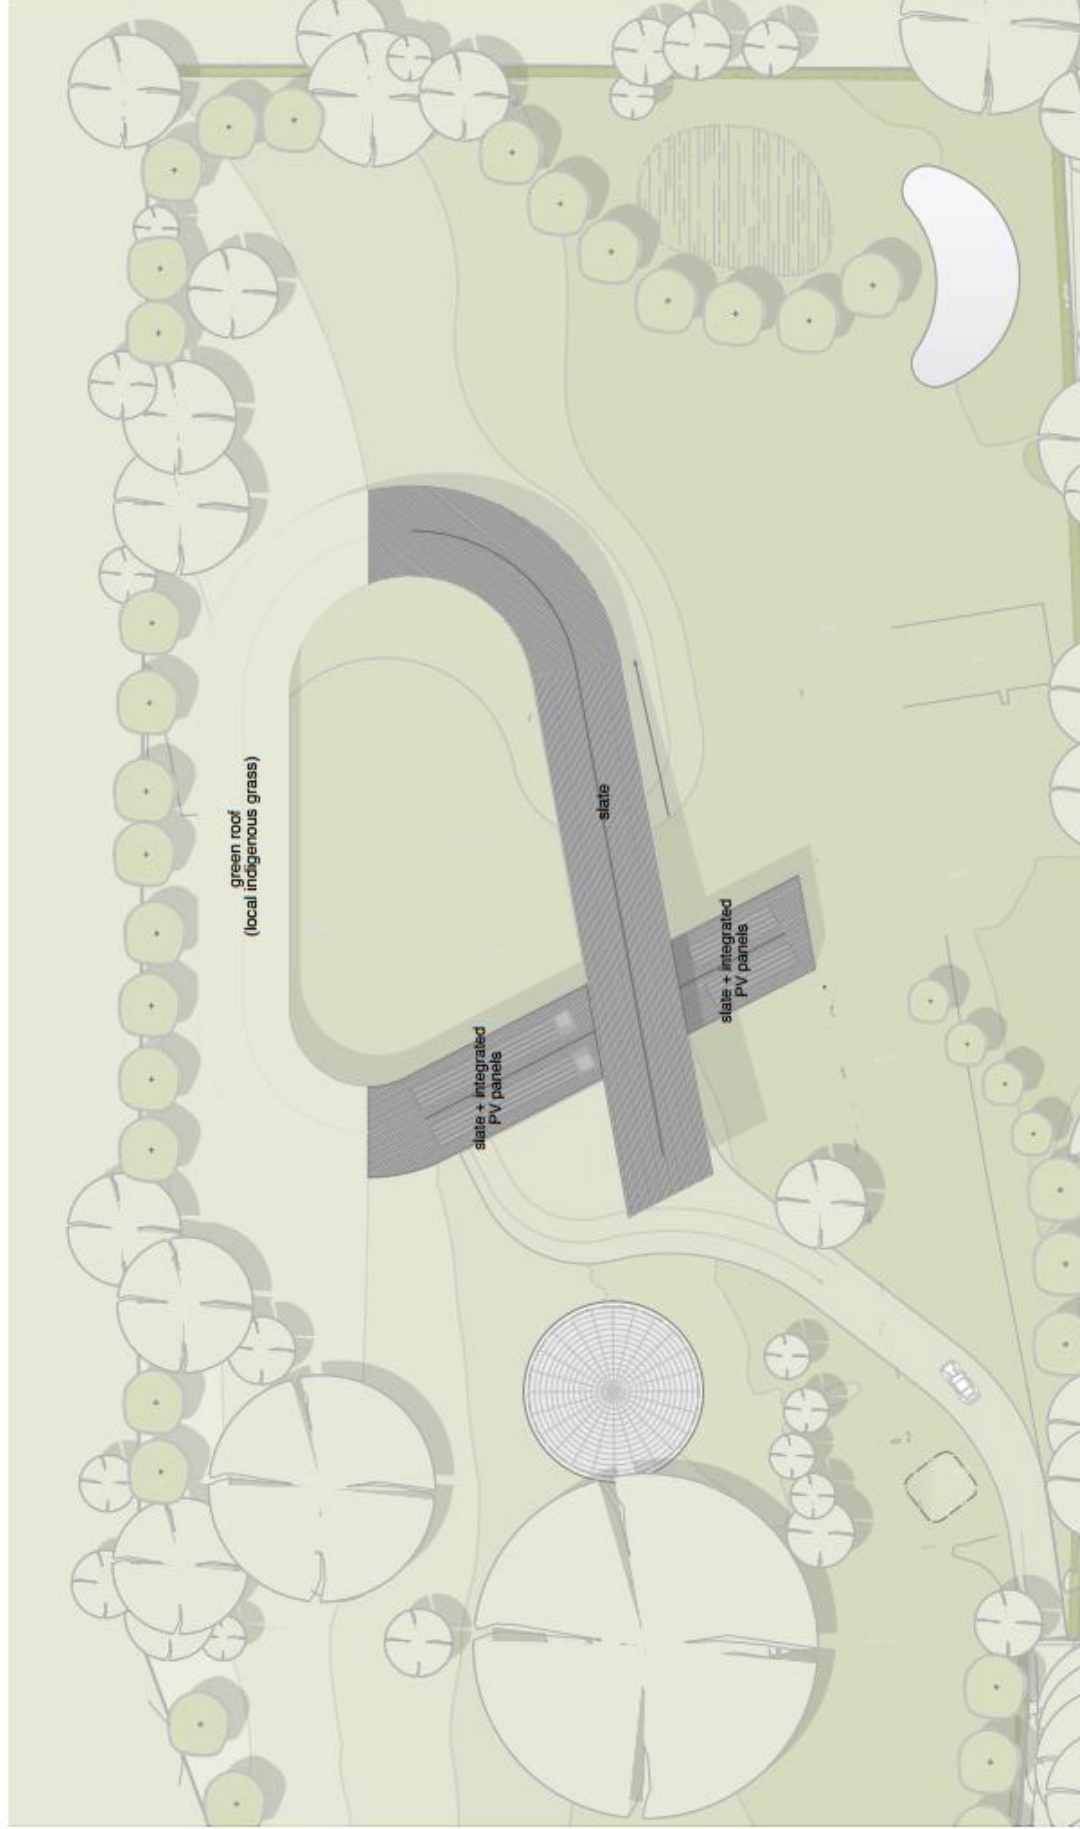 green roof
(local indigenous grass)
slate
slate + integrated
PV panels
slate + integrated
PV panels